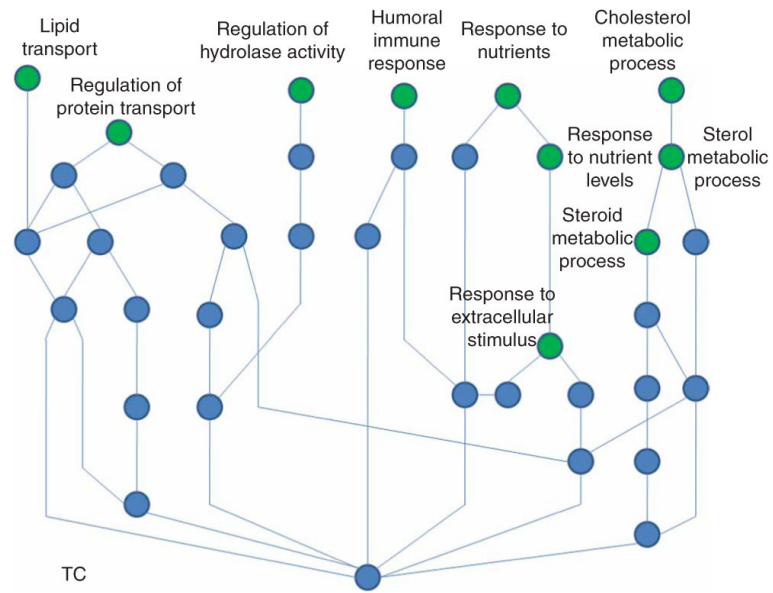 Lipid
transport
Regulation of
protein transport
Regulation of
hydrolase activity
Humoral
immune
response
Response to
nutrients
Cholesterol
metabolic
process
Response
to nutrient
levels
Sterol
metabolic
process
Steroid
metabolic
process
Response to
extracellular
stimulus
TC